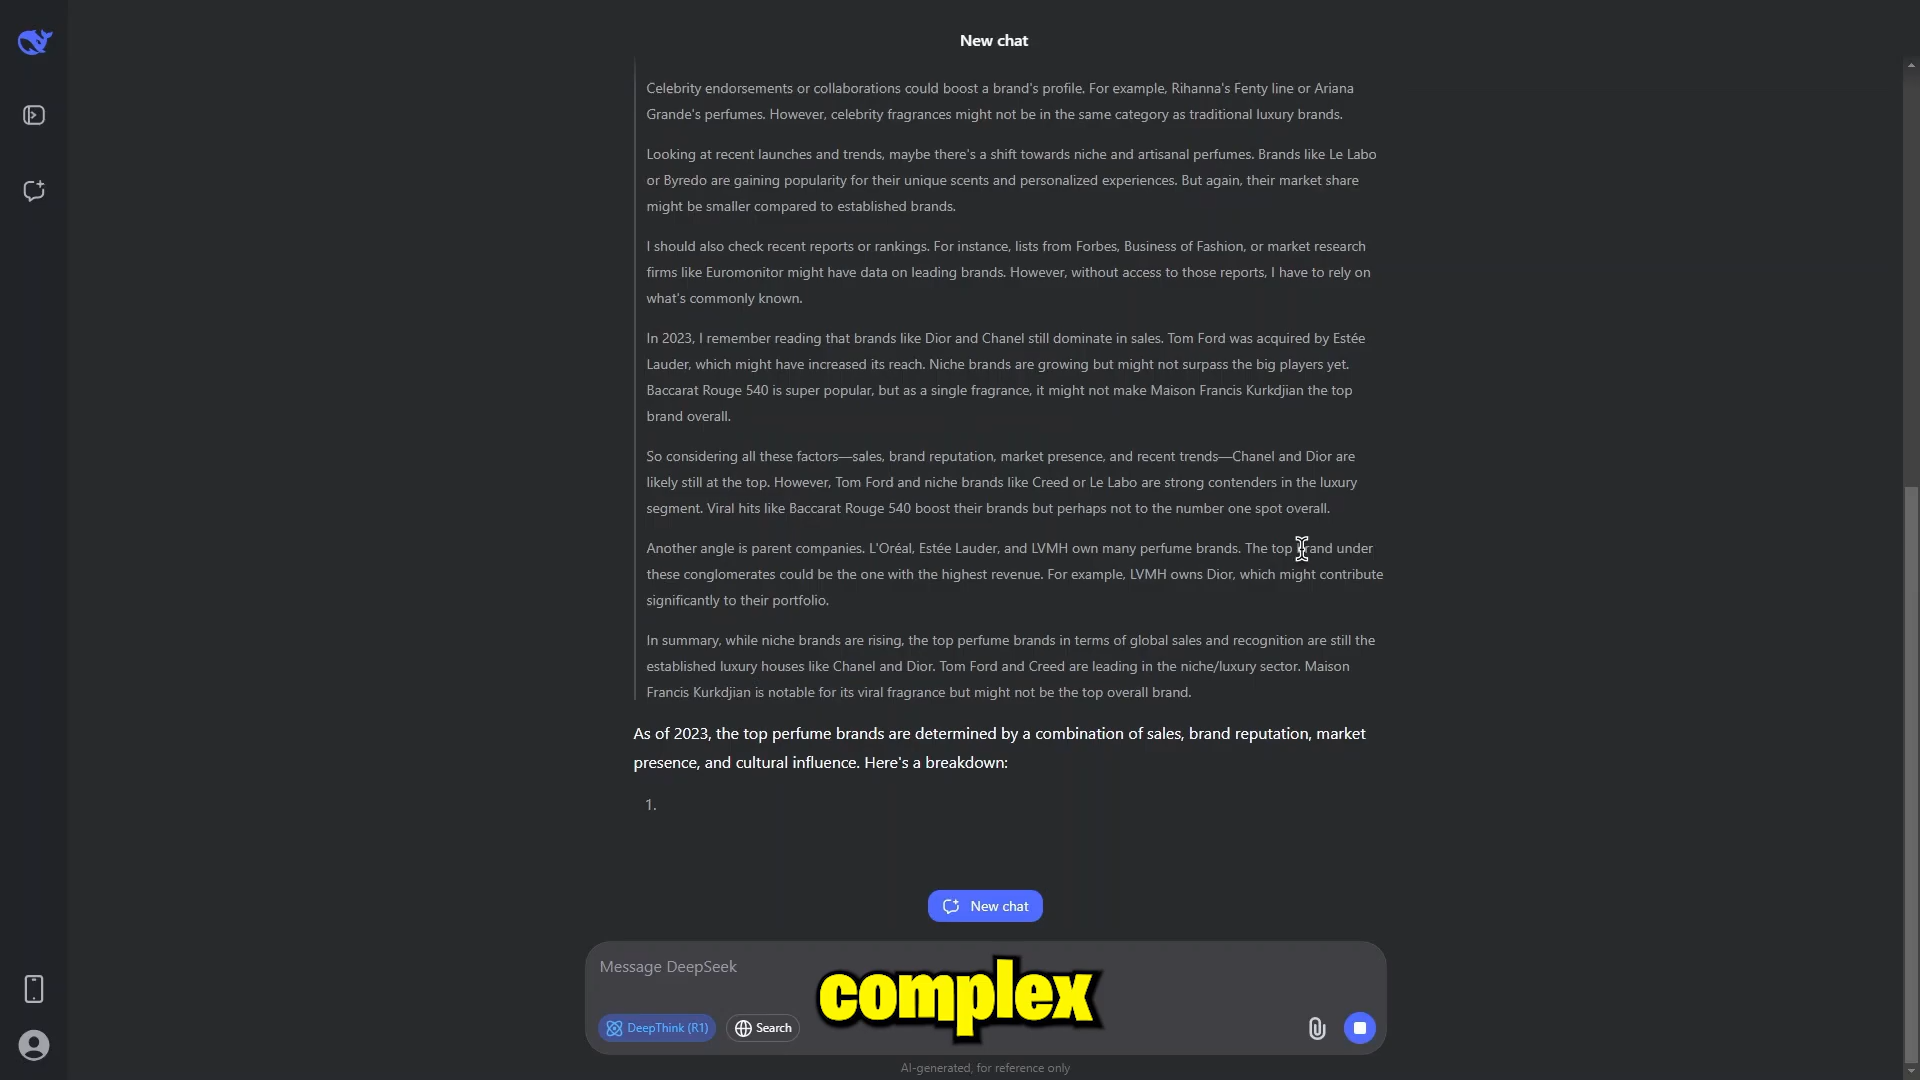 New chat
Celebrity endorsements or collaborations could boost a brand's profile. For example, Rihanna's Fenty line or Ariana
Grande's perfumes. However, celebrity fragrances might not be in the same category as traditional luxury brands.
Looking at recent launches and trends, maybe there's a shift towards niche and artisanal perfumes. Brands like Le Labo
or Byredo are gaining popularity for their unique scents and personalized experiences. But again, their market share
might be smaller compared to established brands.
I should also check recent reports or rankings. For instance, lists from Forbes, Business of Fashion, or market research
firms like Euromonitor might have data on leading brands. However, without access to those reports, I have to rely on
what's commonly known.
In 2023, I remember reading that brands like Dior and Chanel still dominate in sales. Tom Ford was acquired by Estée
Lauder, which might have increased its reach. Niche brands are growing but might not surpass the big players yet.
Baccarat Rouge 540 is super popular, but as a single fragrance, it might not make Maison Francis Kurkdjian the top
brand overall.
So considering all these factors—sales, brand reputation, market presence, and recent trends—Chanel and Dior are
likely still at the top. However, Tom Ford and niche brands like Creed or Le Labo are strong contenders in the luxury
segment. Viral hits like Baccarat Rouge 540 boost their brands but perhaps not to the number one spot overall.
Another angle is parent companies. L'Oréal, Estée Lauder, and LVMH own many perfume brands. The top brand under
these conglomerates could be the one with the highest revenue. For example, LVMH owns Dior, which might contribute
significantly to their portfolio.
In summary, while niche brands are rising, the top perfume brands in terms of global sales and recognition are still the
established luxury houses like Chanel and Dior. Tom Ford and Creed are leading in the niche/luxury sector. Maison
Francis Kurkdjian is notable for its viral fragrance but might not be the top overall brand.
As of 2023, the top perfume brands are determined by a combination of sales, brand reputation, market
presence, and cultural influence. Here's a breakdown:
1.
New chat
Message DeepSeek
complex
DeepThink (R1)
Search
AI-generated, for reference only